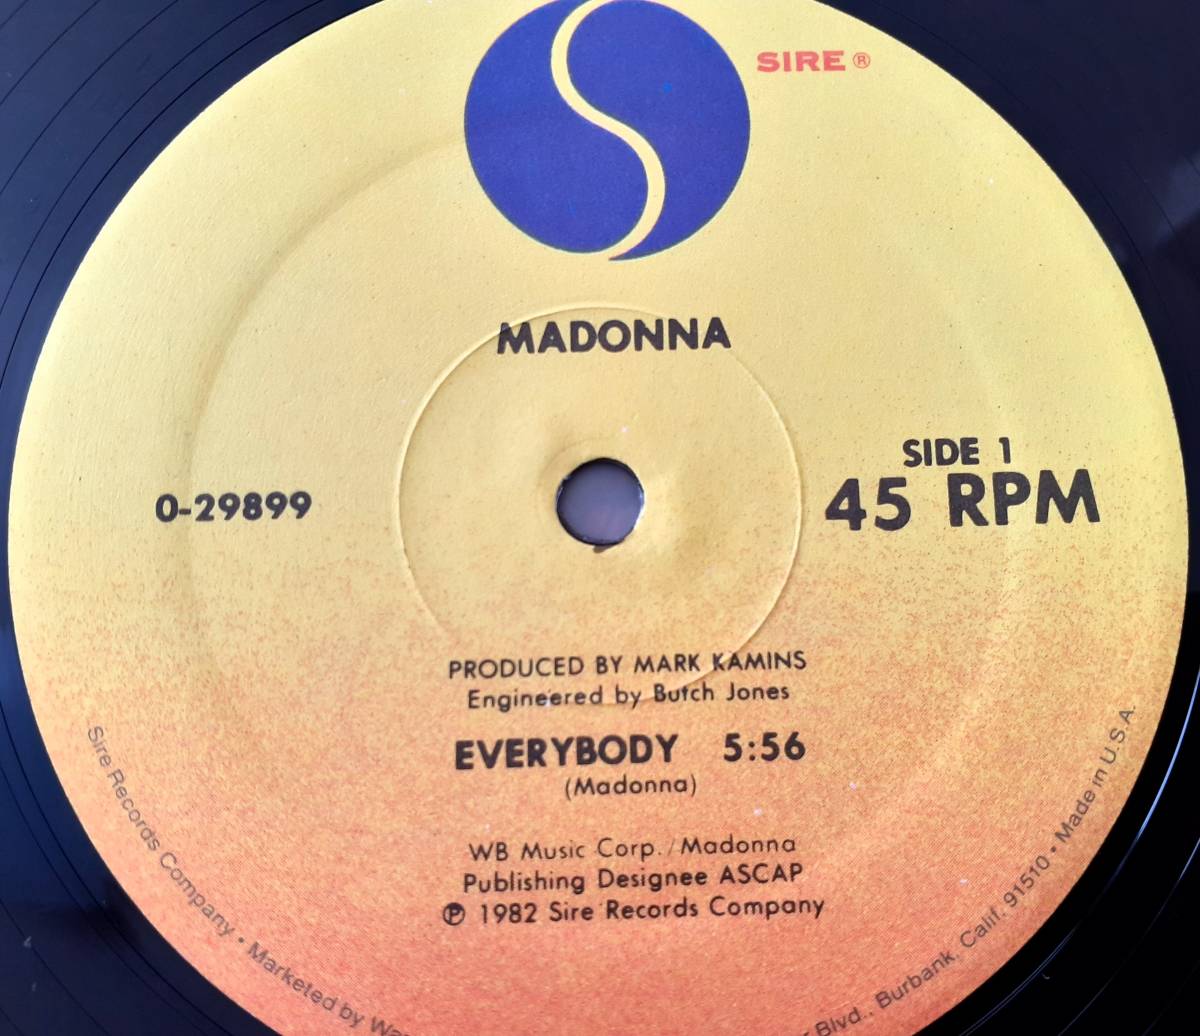 SIRE ®
MADONNA
SIDE 1
45 RPM
0-29899
PRODUCED BY MARK KAMINS
Engineered by Butch Jones
EVERYBODY 5:56
(Madonna)
WB Music Corp./Madonna
Publishing Designee ASCAP
℗ 1982 Sire Records Company
Sire Records Company • Marketed by Blvd., Burbank, Calif. 91510 • Made in U.S.A.